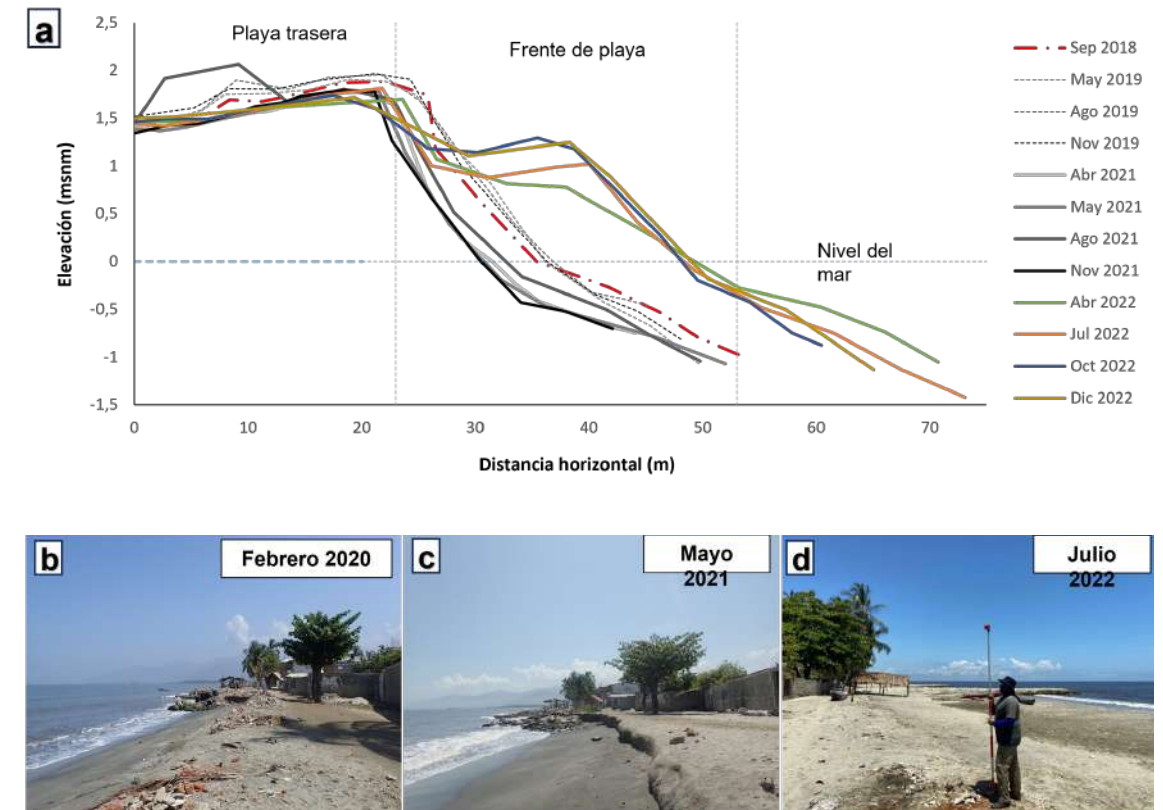 a
Playa trasera
Frente de playa
Nivel del
mar
Elevación (msnm)
2,5
2
1,5
1
0,5
0
-0,5
-1
-1,5
0
10
20
30
40
50
60
70
Distancia horizontal (m)
Sep 2018
May 2019
Ago 2019
Nov 2019
Abr 2021
May 2021
Ago 2021
Nov 2021
Abr 2022
Jul 2022
Oct 2022
Dic 2022
b
Febrero 2020
c
Mayo
2021
d
Julio
2022